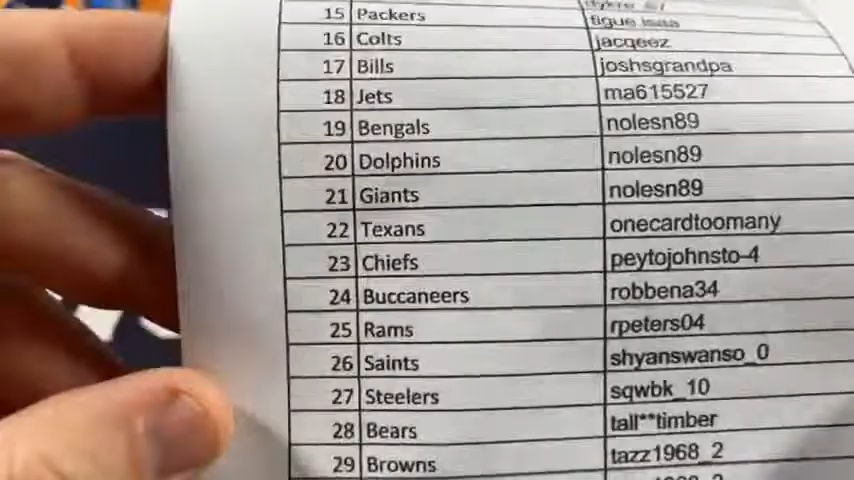 15 Packers
16 Colts jacqeez
17 Bills joshsgrandpa
18 Jets ma615527
19 Bengals nolesn89
20 Dolphins nolesn89
21 Giants nolesn89
22 Texans onecardtoomany
23 Chiefs peytojohnsto-4
24 Buccaneers robbena34
25 Rams rpeters04
26 Saints shyanswanso_0
27 Steelers sqwbk_10
28 Bears tall**timber
29 Browns tazz1968_2